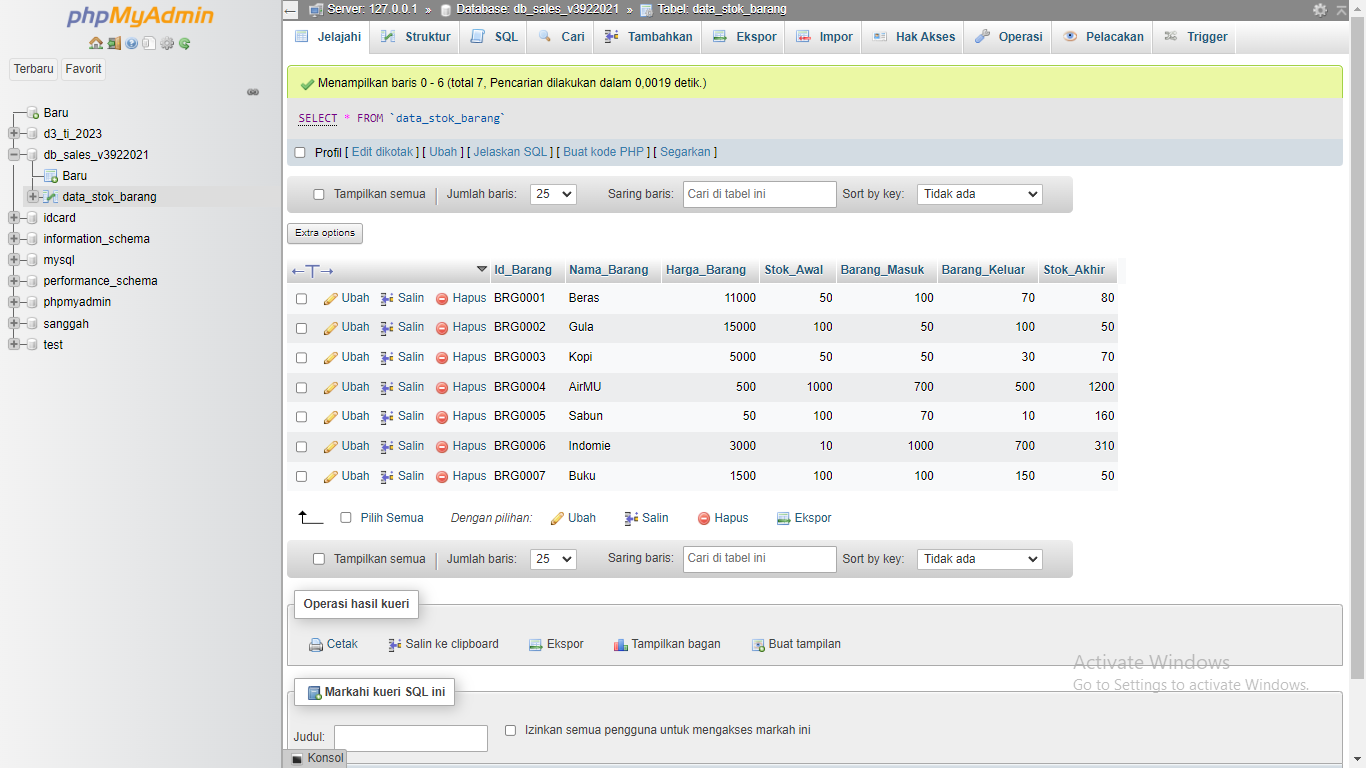 phpMyAdmin
Terbaru Favorit
Baru
d3_ti_2023
db_sales_v3922021
Baru
data_stok_barang
idcard
information_schema
mysql
performance_schema
phpmyadmin
sanggah
test
Server: 127.0.0.1 » Database: db_sales_v3922021 » Tabel: data_stok_barang
Jelajahi Struktur SQL Cari Tambahkan Ekspor Impor Hak Akses Operasi Pelacakan Trigger
Menampilkan baris 0 - 6 (total 7, Pencarian dilakukan dalam 0,0019 detik.)
SELECT * FROM `data_stok_barang`
Profil [ Edit dikotak ] [ Ubah ] [ Jelaskan SQL ] [ Buat kode PHP ] [ Segarkan ]
Tampilkan semua | Jumlah baris: 25 Saring baris: Cari di tabel ini Sort by key: Tidak ada
Extra options
←T→ Id_Barang Nama_Barang Harga_Barang Stok_Awal Barang_Masuk Barang_Keluar Stok_Akhir
Ubah Salin Hapus BRG0001 Beras 11000 50 100 70 80
Ubah Salin Hapus BRG0002 Gula 15000 100 50 100 50
Ubah Salin Hapus BRG0003 Kopi 5000 50 50 30 70
Ubah Salin Hapus BRG0004 AirMU 500 1000 700 500 1200
Ubah Salin Hapus BRG0005 Sabun 50 100 70 10 160
Ubah Salin Hapus BRG0006 Indomie 3000 10 1000 700 310
Ubah Salin Hapus BRG0007 Buku 1500 100 100 150 50
Pilih Semua Dengan pilihan: Ubah Salin Hapus Ekspor
Tampilkan semua | Jumlah baris: 25 Saring baris: Cari di tabel ini Sort by key: Tidak ada
Operasi hasil kueri
Cetak Salin ke clipboard Ekspor Tampilkan bagan Buat tampilan
Activate Windows
Go to Settings to activate Windows.
Markahi kueri SQL ini
Judul: Izinkan semua pengguna untuk mengakses markah ini
Konsol